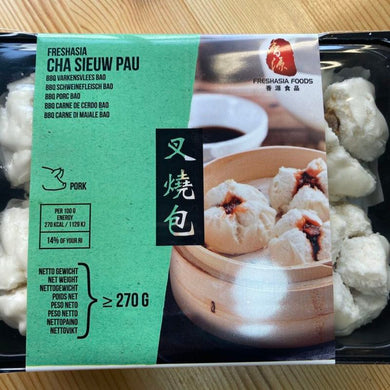 FRESHASIA
CHA SIEUW PAU
BBQ VARKENSVLEES BAO
BBQ SCHWEINEFLEISCH BAO
BBQ PORC BAO
BBQ CARNE DE CERDO BAO
BBQ CARNE DI MAIALE BAO
FRESHASIA FOODS
香源食品
叉燒包
PORK
PER 100 G
ENERGY
270 KCAL / 1129 KJ
14% OF YOUR RI
NETTO GEWICHT
NET WEIGHT
NETTOGEWICHT
POIDS NET
PESO NETO
PESO NETTO
NETTOPAINO
NETTOVIKT
≥ 270 G